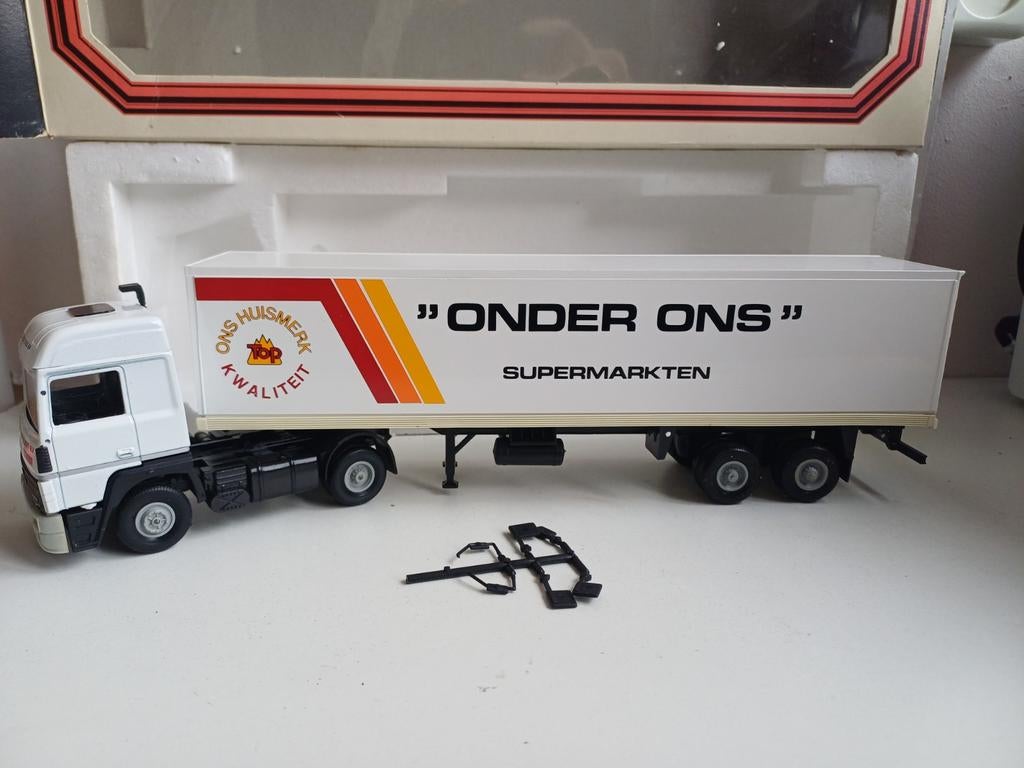 ONS HUISMERK
Top
KWALITEIT
”ONDER ONS”
SUPERMARKTEN